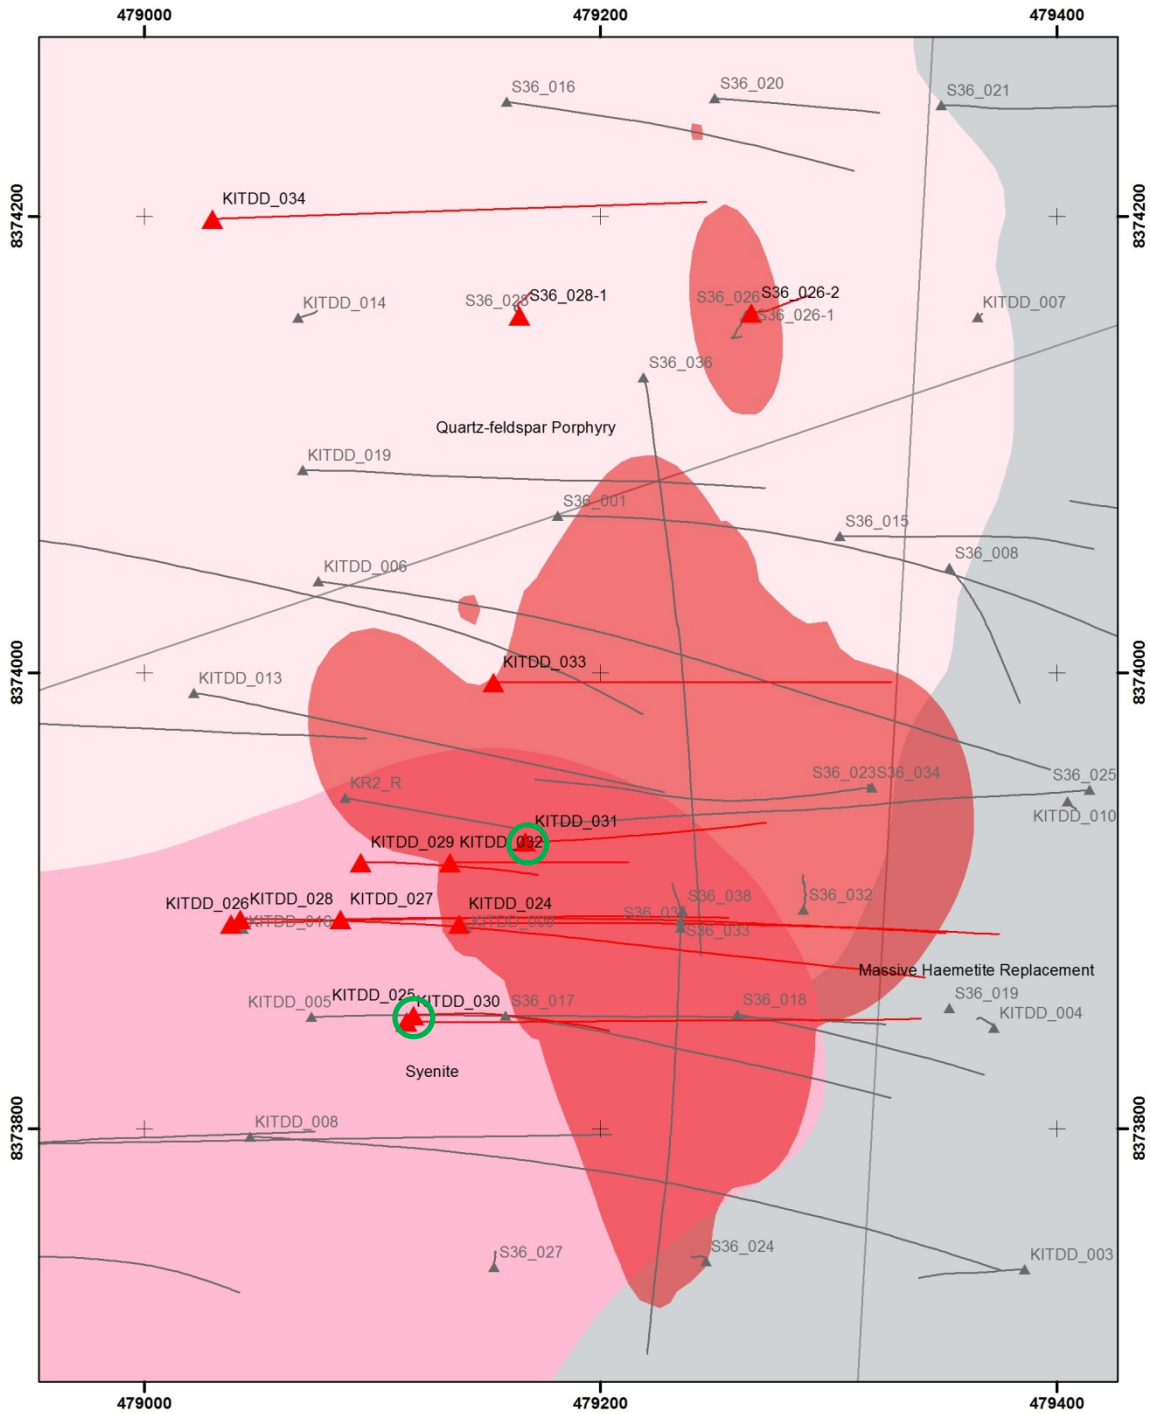 479000
479200
479400
S36_016
S36_020
S36_021
8374200
8374200
KITDD_034
KITDD_014
S36_028
S36_028-1
S36_026
S36_026-2
S36_026-1
KITDD_007
S36_036
Quartz-feldspar Porphyry
KITDD_019
S36_001
S36_015
S36_008
KITDD_006
KITDD_033
8374000
8374000
KITDD_013
KR2_R
S36_023
S36_034
S36_025
KITDD_010
KITDD_031
KITDD_029
KITDD_032
KITDD_026
KITDD_028
KITDD_027
KITDD_024
S36_038
S36_032
S36_033
Massive Haemetite Replacement
KITDD_005
KITDD_025
KITDD_030
S36_017
S36_018
S36_019
KITDD_004
Syenite
8373800
8373800
KITDD_008
S36_027
S36_024
KITDD_003
479000
479200
479400